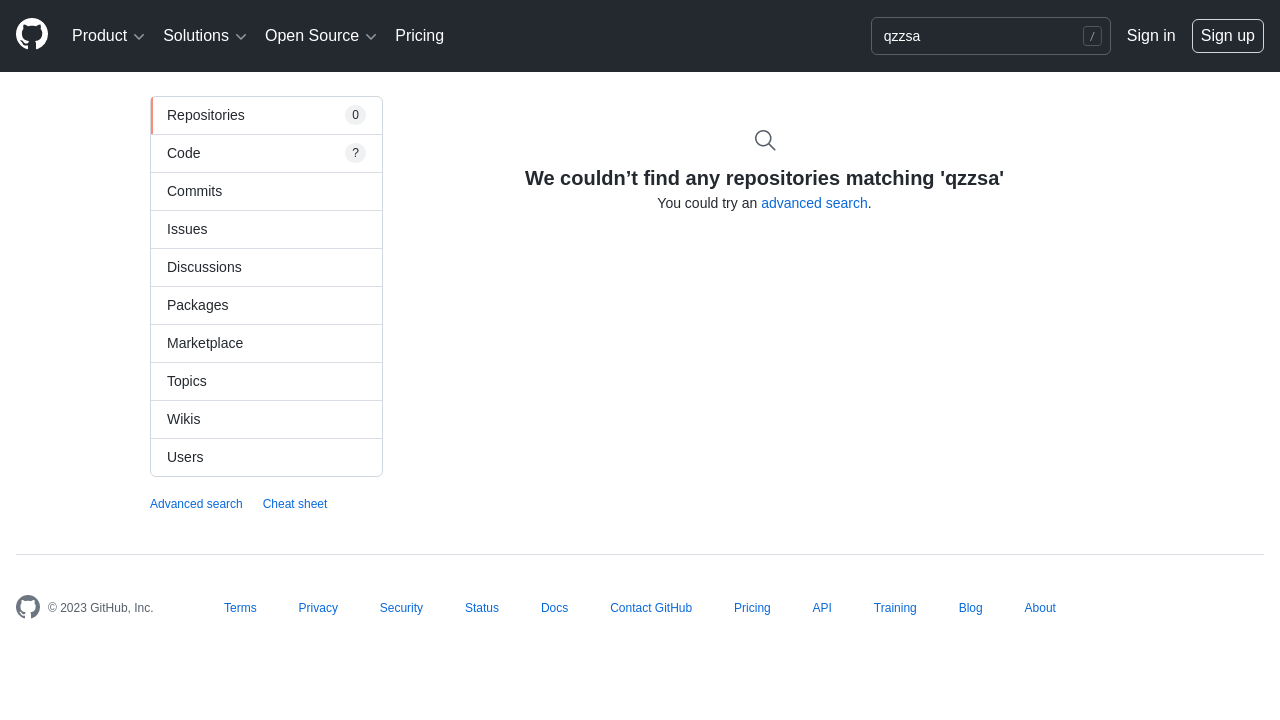 Product Solutions Open Source Pricing qzzsa / Sign in Sign up
Repositories 0
Code ?
Commits
Issues
Discussions
Packages
Marketplace
Topics
Wikis
Users
Advanced search Cheat sheet
We couldn’t find any repositories matching 'qzzsa'
You could try an advanced search.
© 2023 GitHub, Inc. Terms Privacy Security Status Docs Contact GitHub Pricing API Training Blog About